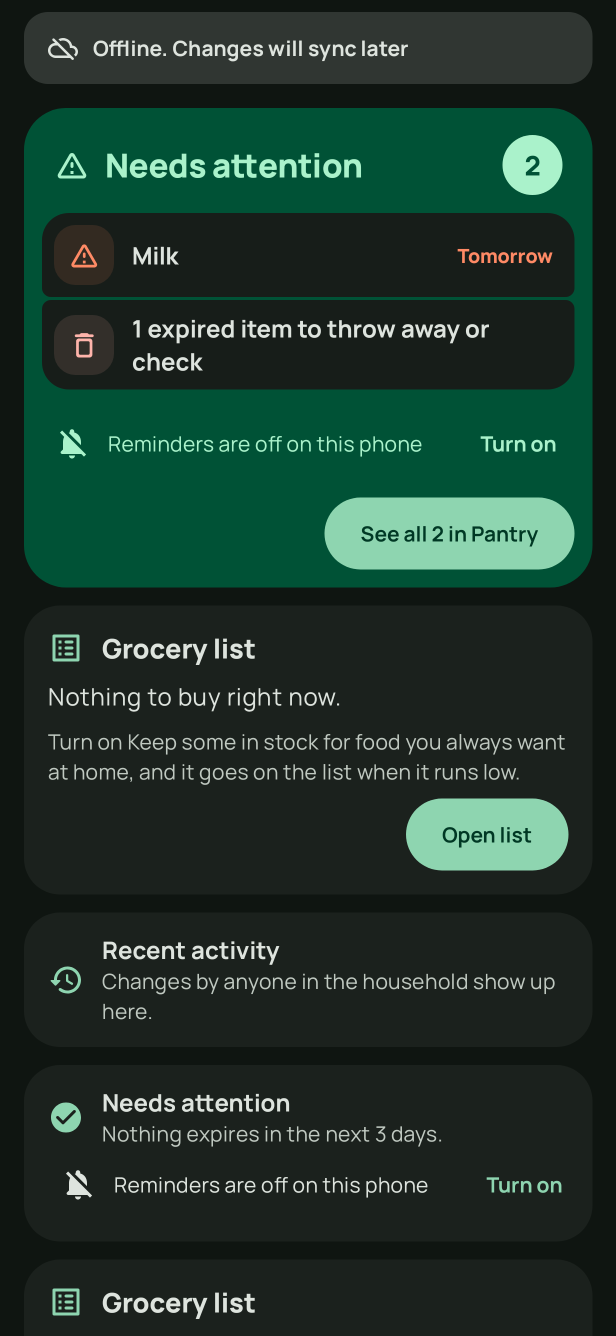 Offline. Changes will sync later
Needs attention
2
Milk
Tomorrow
1 expired item to throw away or
check
Reminders are off on this phone
Turn on
See all 2 in Pantry
Grocery list
Nothing to buy right now.
Turn on Keep some in stock for food you always want
at home, and it goes on the list when it runs low.
Open list
Recent activity
Changes by anyone in the household show up
here.
Needs attention
Nothing expires in the next 3 days.
Reminders are off on this phone
Turn on
Grocery list